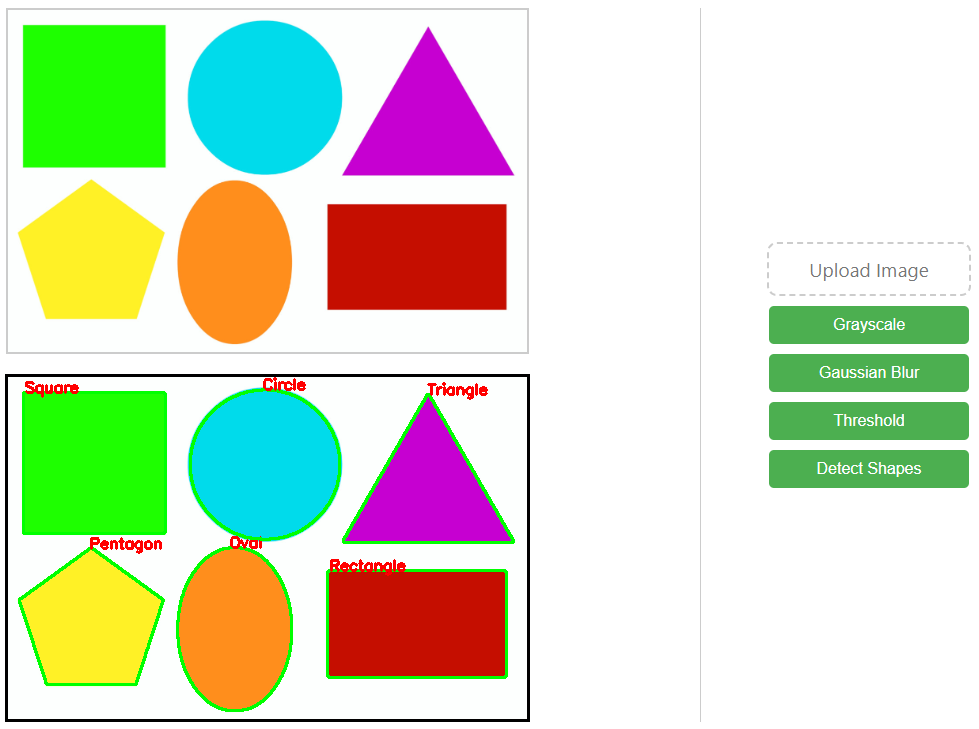 Upload Image
Grayscale
Gaussian Blur
Threshold
Detect Shapes
Square
Circle
Triangle
Pentagon
Oval
Rectangle